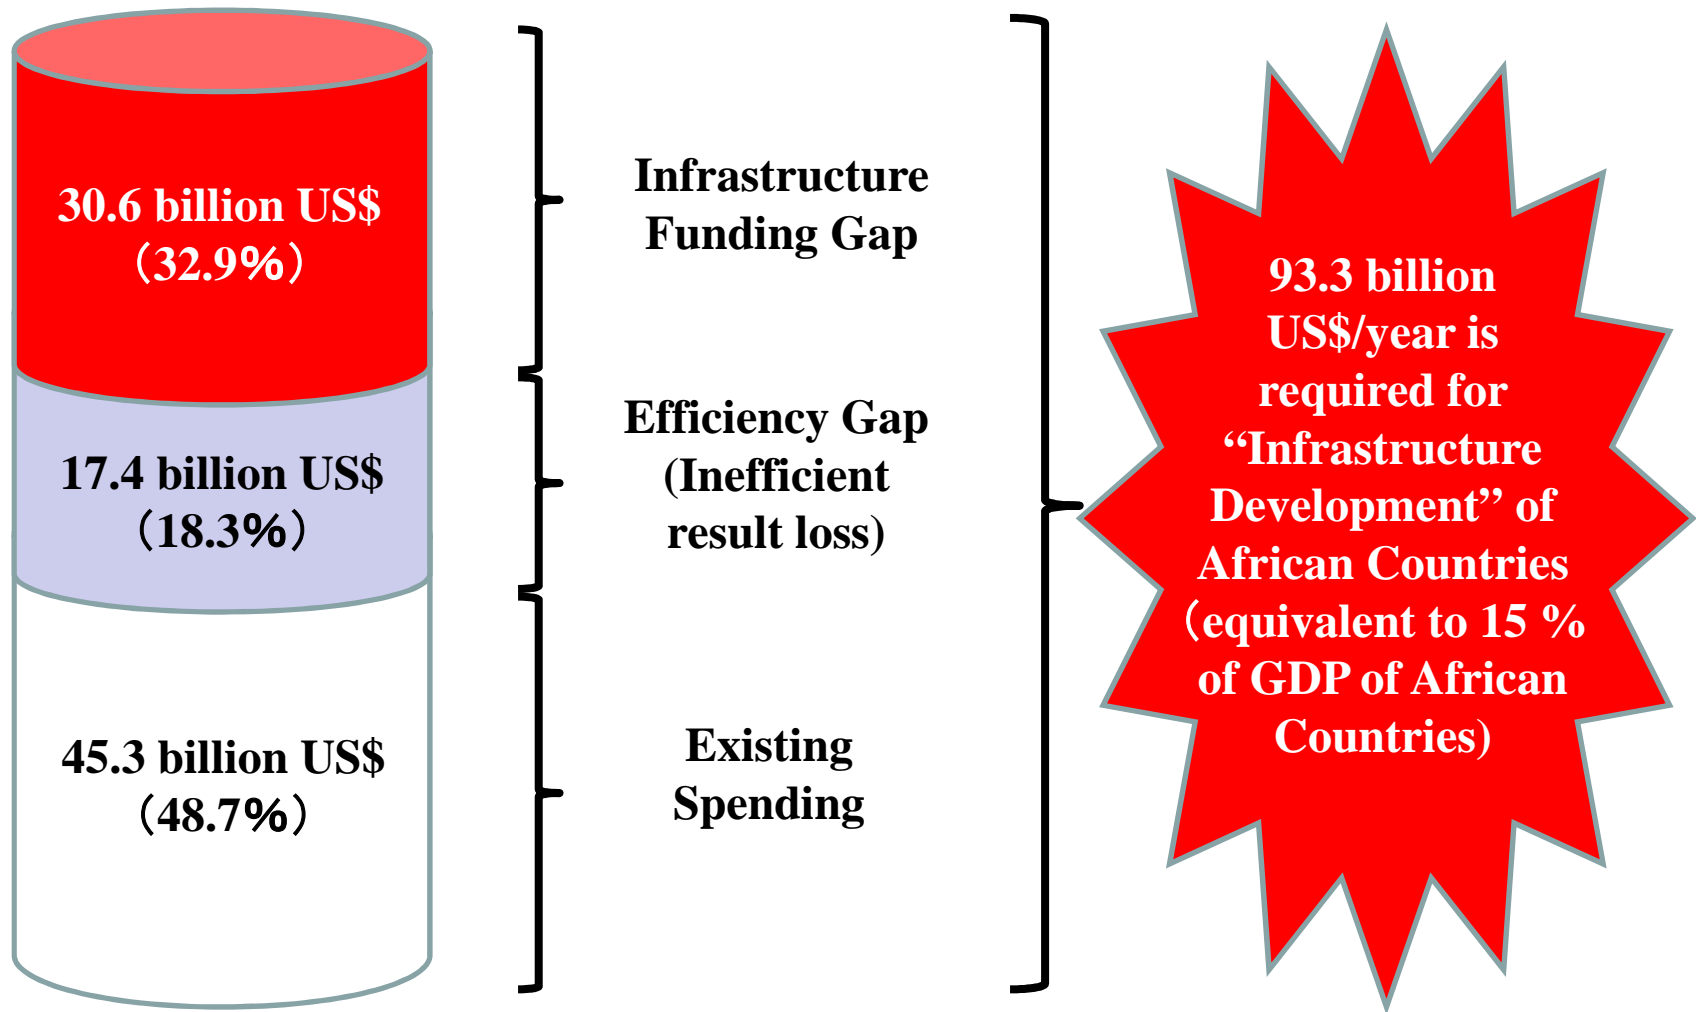 30.6 billion US$
（32.9%）
17.4 billion US$
（18.3%）
45.3 billion US$
（48.7%）
Infrastructure
Funding Gap
Efficiency Gap
(Inefficient
result loss)
Existing
Spending
93.3 billion
US$/year is
required for
“Infrastructure
Development” of
African Countries
（equivalent to 15 %
of GDP of African
Countries)